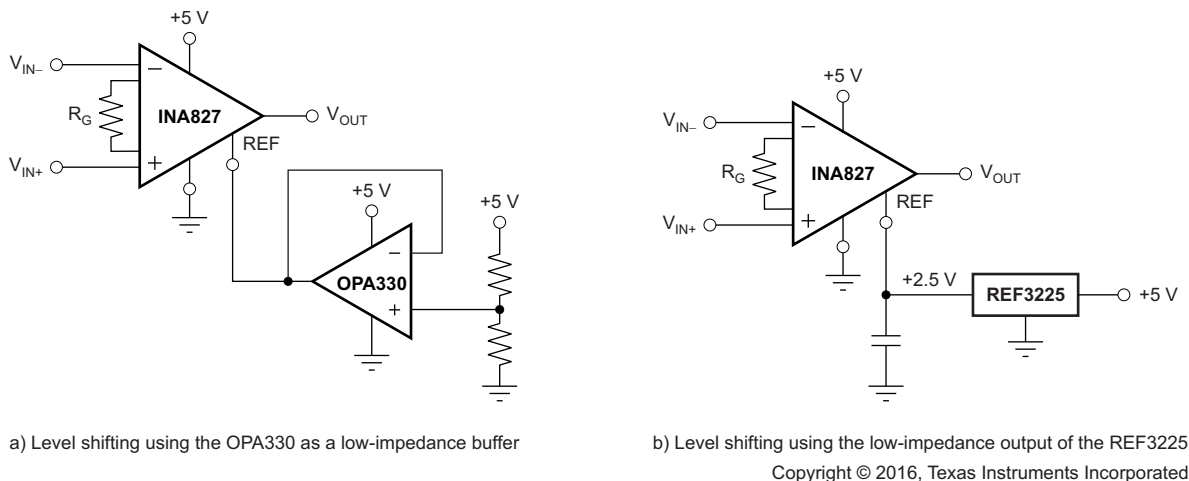 +5 V
V_IN–
−
R_G
INA827
V_OUT
REF
V_IN+
+
+5 V
+5 V
−
OPA330
+
a) Level shifting using the OPA330 as a low-impedance buffer
+5 V
V_IN–
−
R_G
INA827
V_OUT
REF
V_IN+
+
+2.5 V
REF3225
+5 V
b) Level shifting using the low-impedance output of the REF3225
Copyright © 2016, Texas Instruments Incorporated